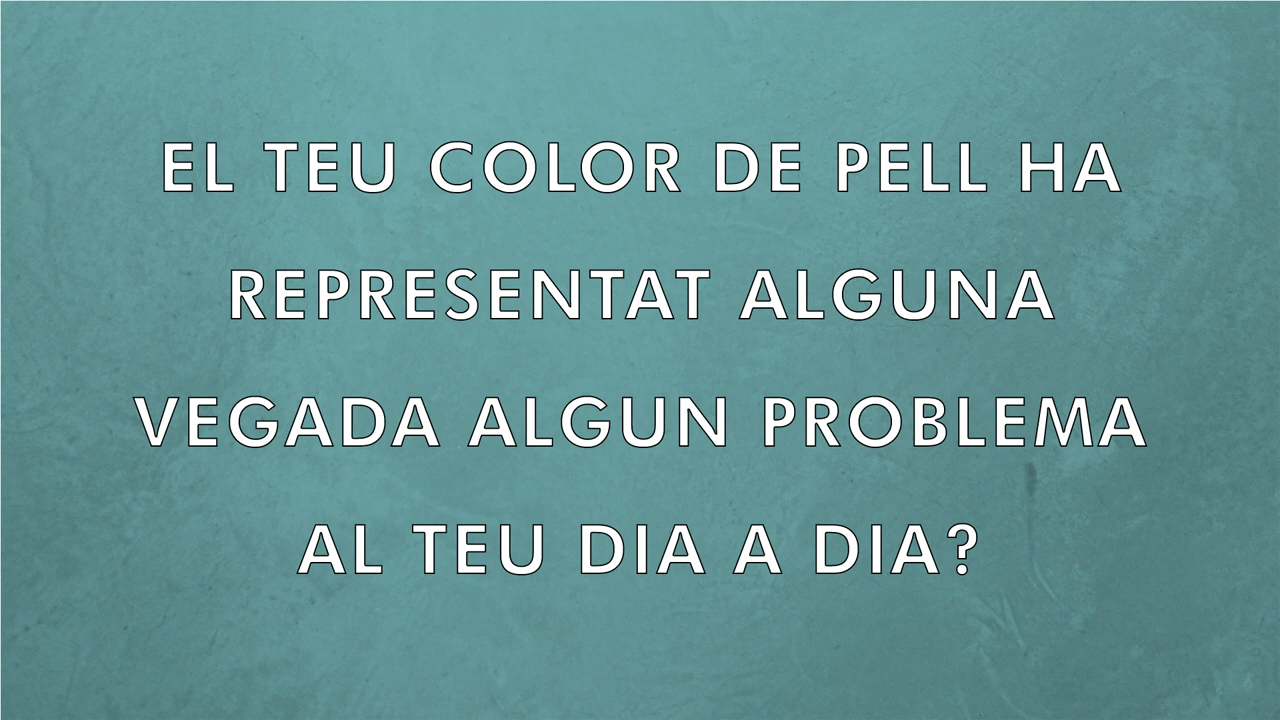 EL TEU COLOR DE PELL HA
REPRESENTAT ALGUNA
VEGADA ALGUN PROBLEMA
AL TEU DIA A DIA?